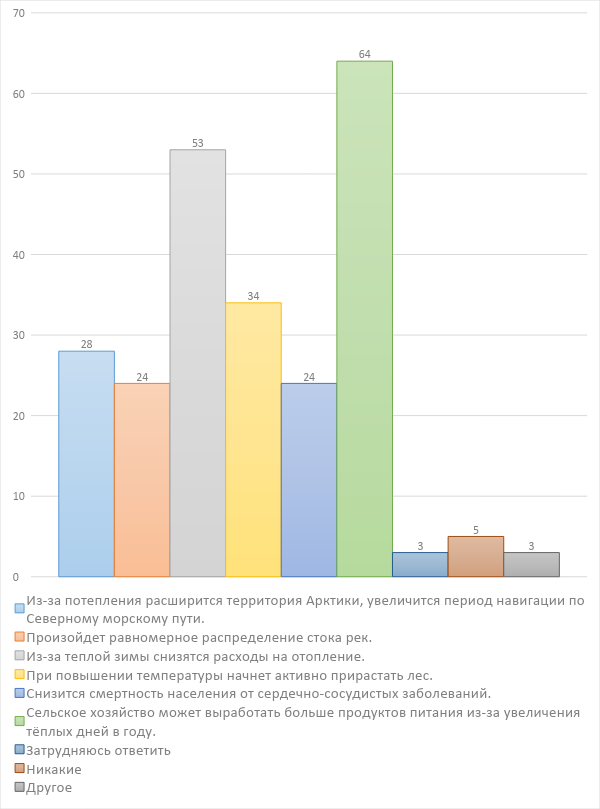 70
64
60
53
50
40
34
30
28
24
24
20
10
5
3
3
0
Из-за потепления расширится территория Арктики, увеличится период навигации по
Северному морскому пути.
Произойдет равномерное распределение стока рек.
Из-за теплой зимы снизятся расходы на отопление.
При повышении температуры начнет активно прирастать лес.
Снизится смертность населения от сердечно-сосудистых заболеваний.
Сельское хозяйство может выработать больше продуктов питания из-за увеличения
тёплых дней в году.
Затрудняюсь ответить
Никакие
Другое